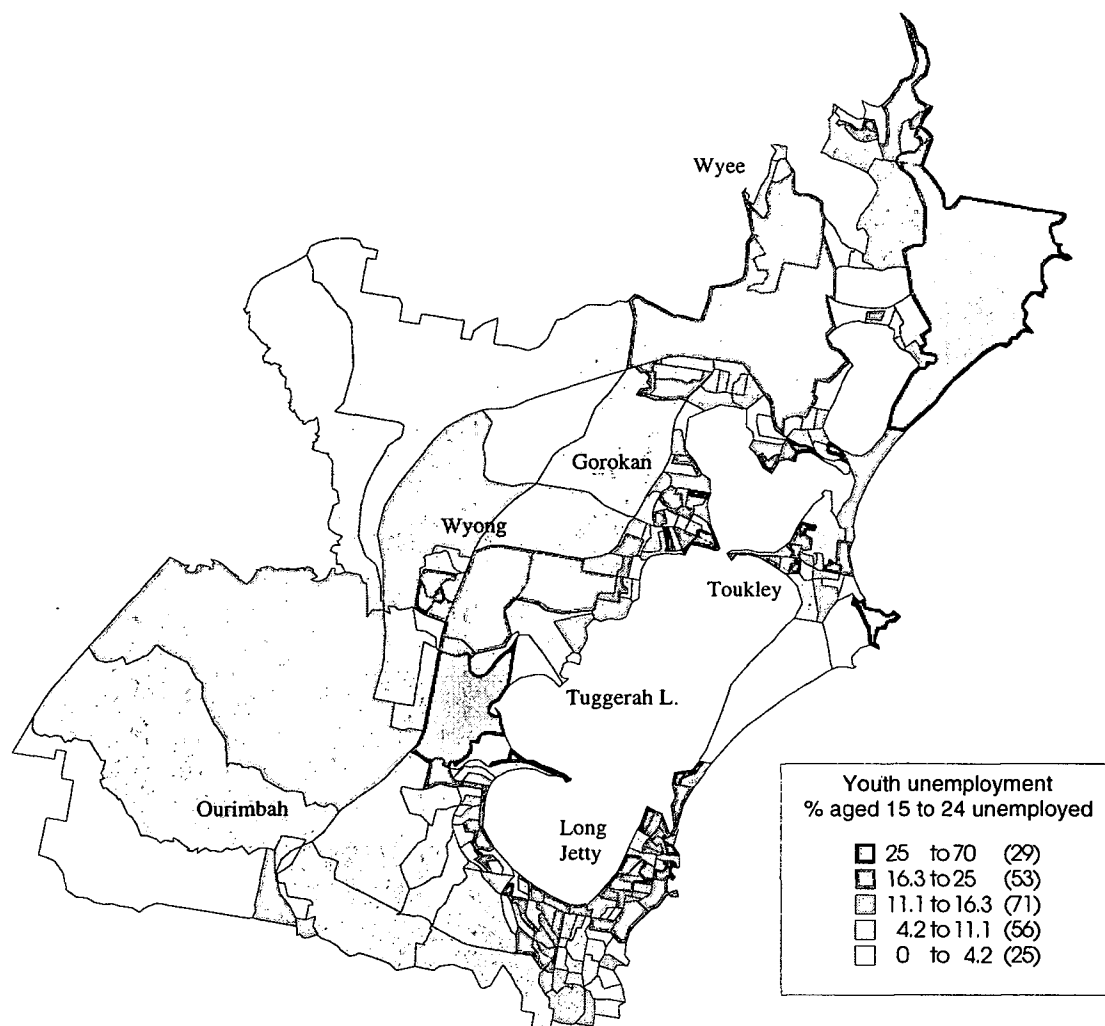 Wyee
Gorokan
Wyong
Toukley
Tuggerah L.
Ourimbah
Long
Jetty
Youth unemployment
% aged 15 to 24 unemployed
25 to 70 (29)
16.3 to 25 (53)
11.1 to 16.3 (71)
4.2 to 11.1 (56)
0 to 4.2 (25)